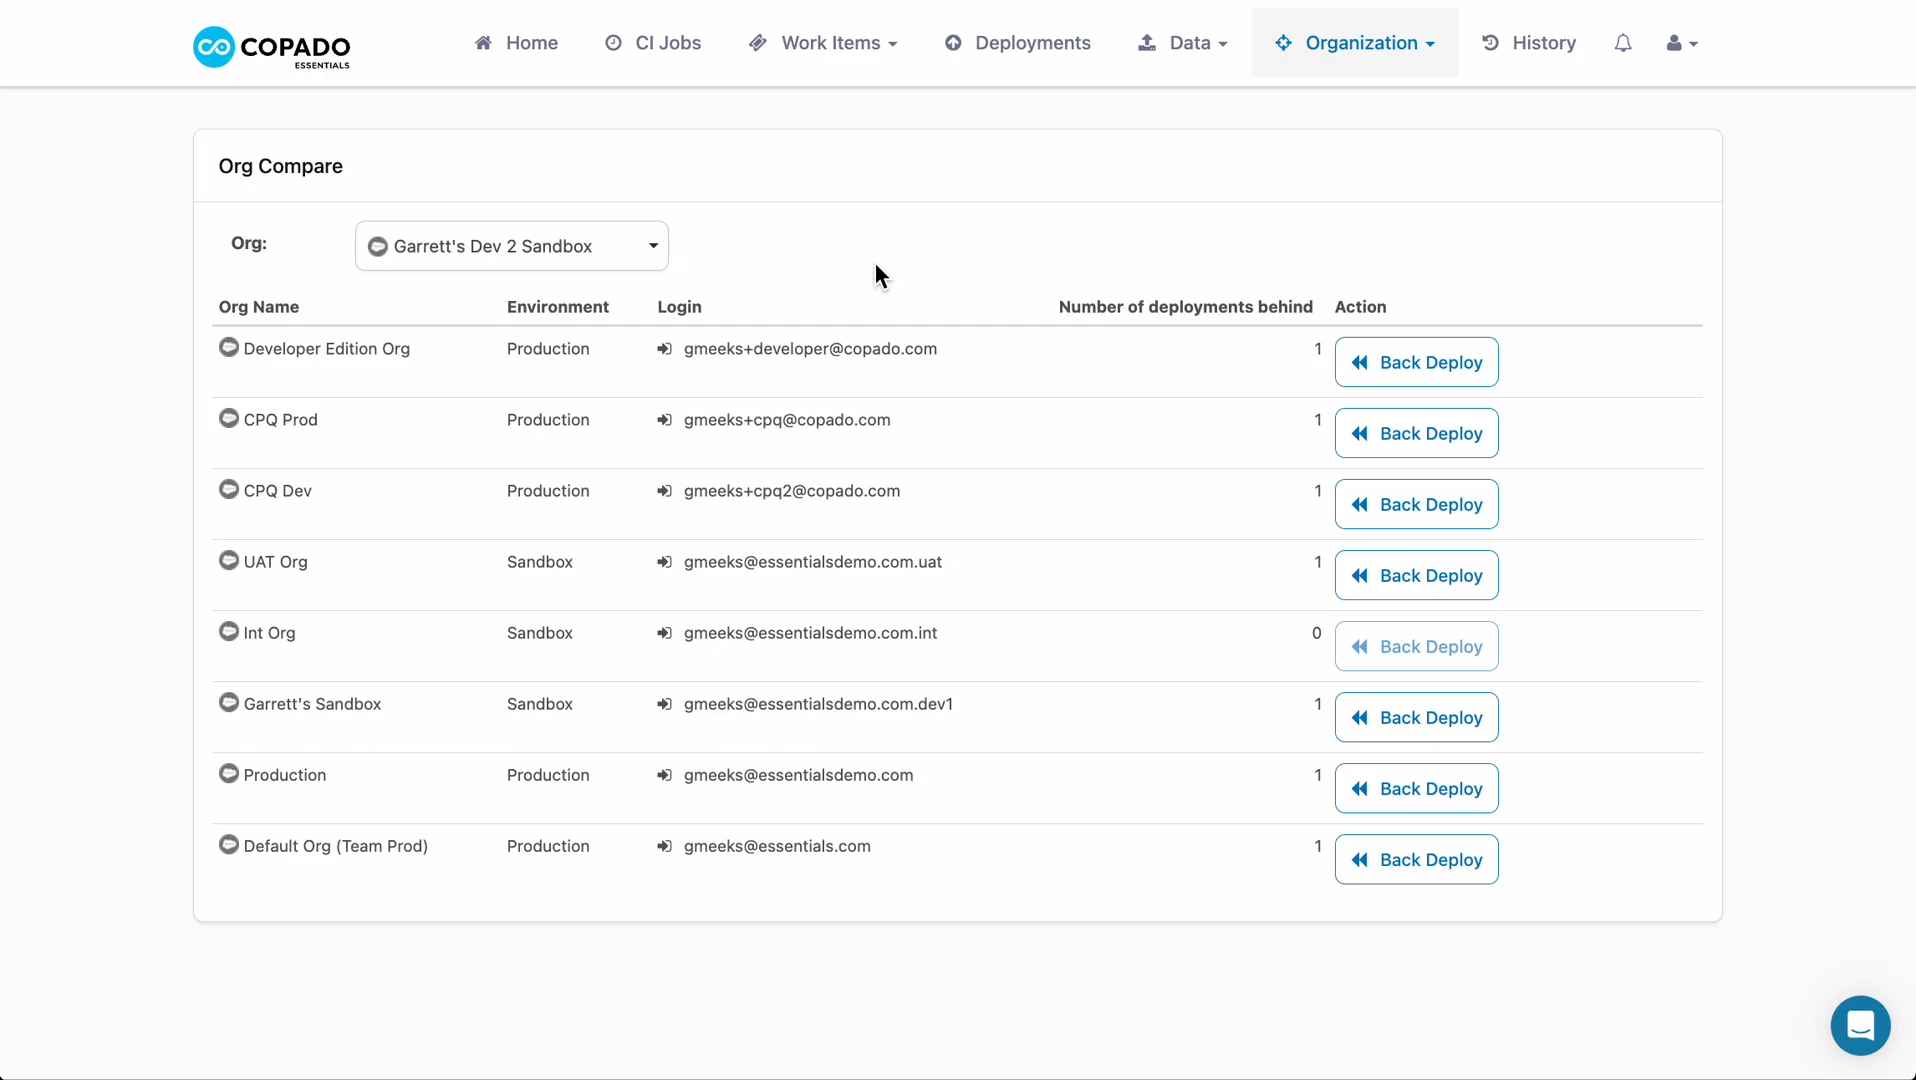 COPADO
ESSENTIALS
Home
CI Jobs
Work Items
Deployments
Data
Organization
History
Org Compare
Org:
Garrett's Dev 2 Sandbox
Org Name Environment Login Number of deployments behind Action
Developer Edition Org Production gmeeks+developer@copado.com 1 Back Deploy
CPQ Prod Production gmeeks+cpq@copado.com 1 Back Deploy
CPQ Dev Production gmeeks+cpq2@copado.com 1 Back Deploy
UAT Org Sandbox gmeeks@essentialsdemo.com.uat 1 Back Deploy
Int Org Sandbox gmeeks@essentialsdemo.com.int 0 Back Deploy
Garrett's Sandbox Sandbox gmeeks@essentialsdemo.com.dev1 1 Back Deploy
Production Production gmeeks@essentialsdemo.com 1 Back Deploy
Default Org (Team Prod) Production gmeeks@essentials.com 1 Back Deploy